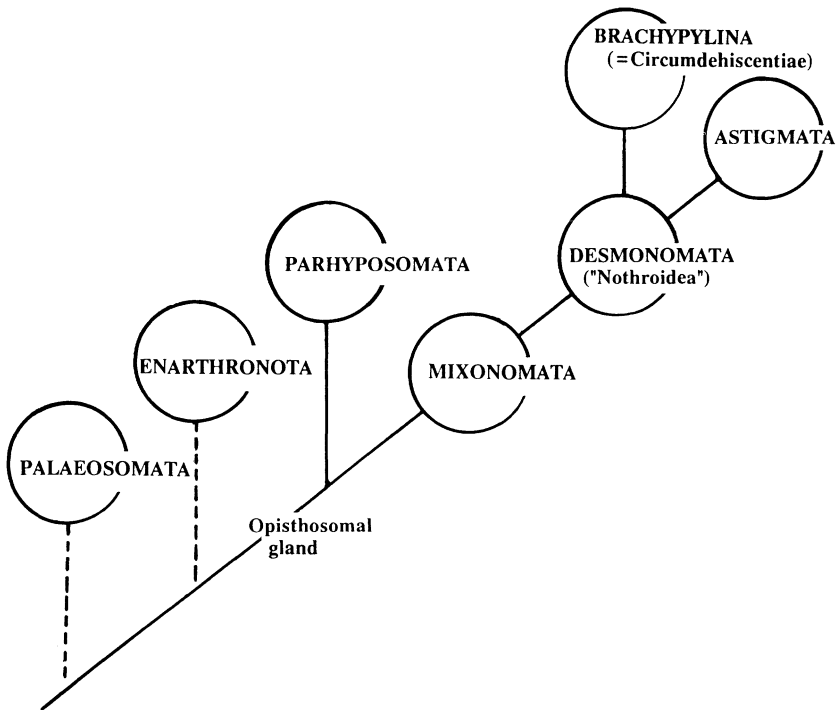 BRACHYPYLINA
(=Circumdehiscentiae)
ASTIGMATA
DESMONOMATA
("Nothroidea")
PARHYPOSOMATA
MIXONOMATA
ENARTHRONOTA
PALAEOSOMATA
Opisthosomal
gland